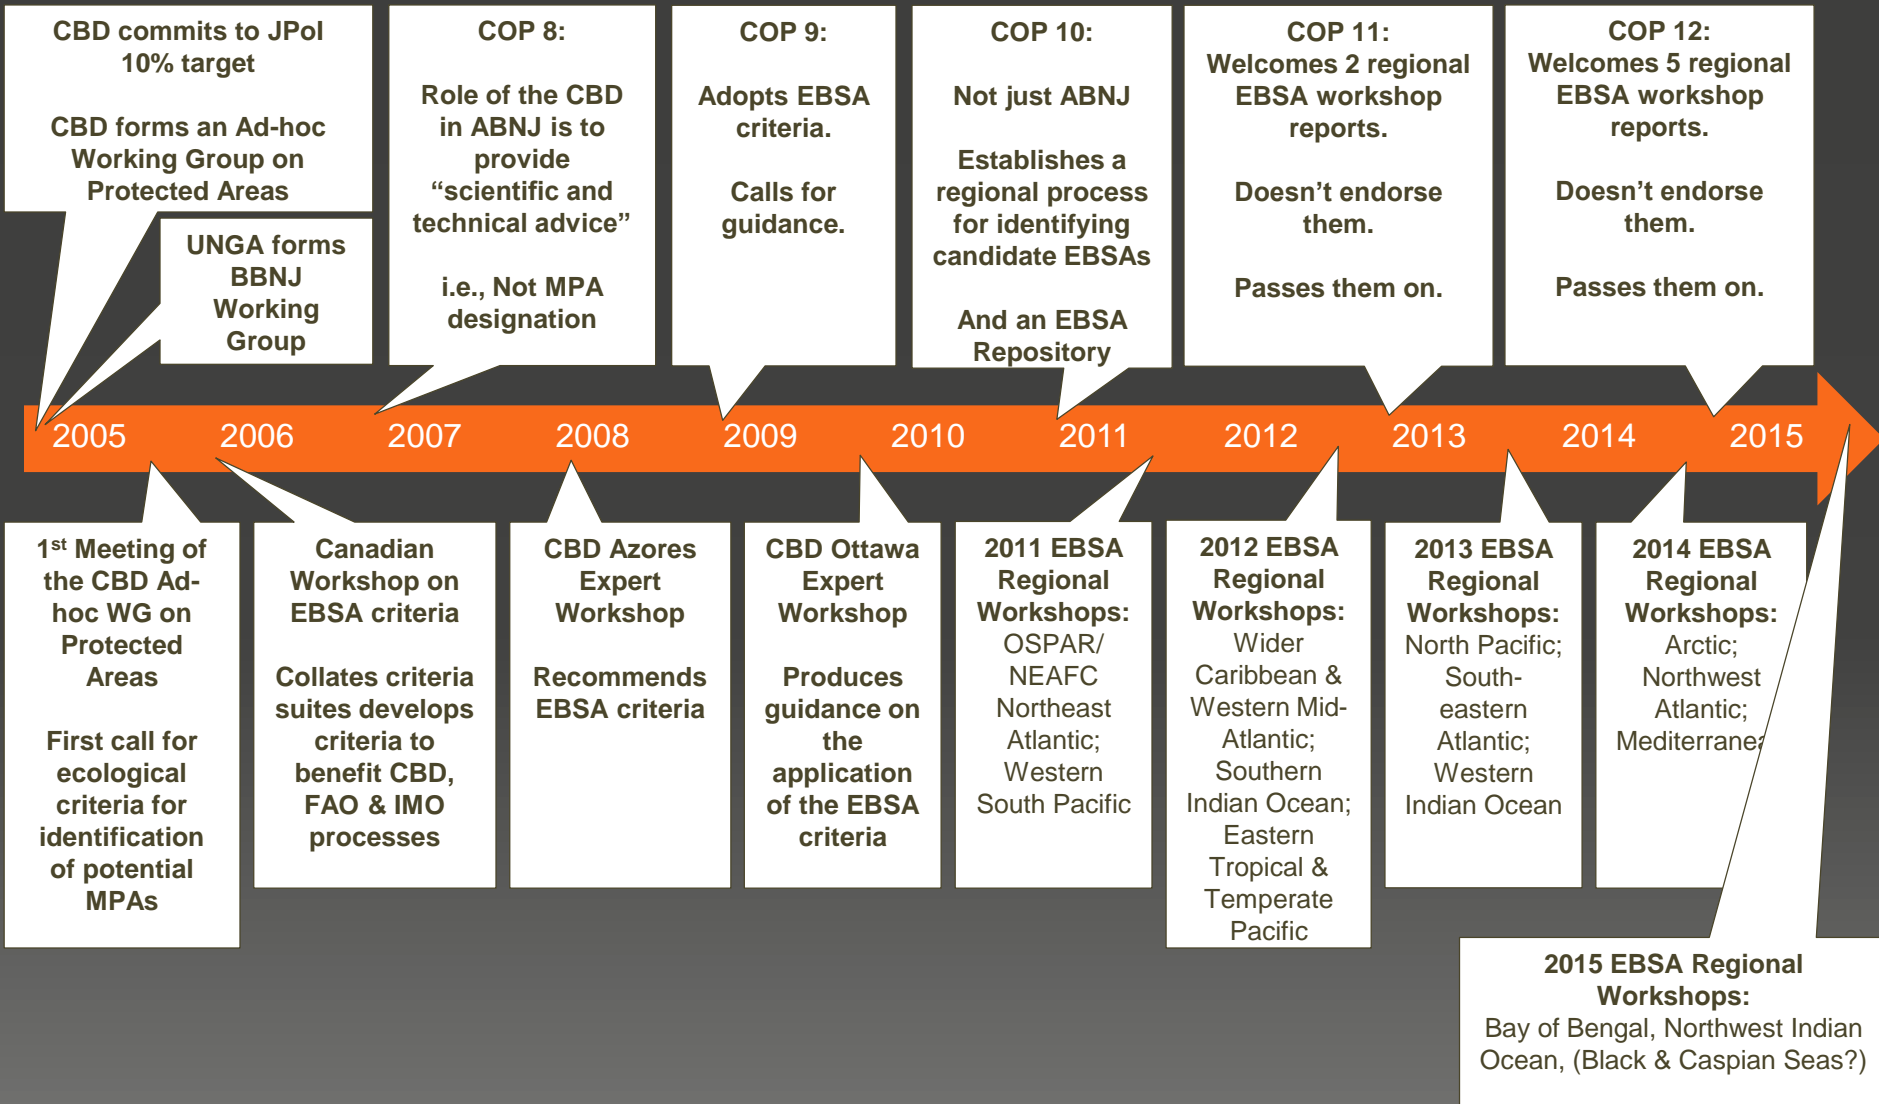 CBD commits to JPoI
10% target
CBD forms an Ad-hoc
Working Group on
Protected Areas
UNGA forms
BBNJ
Working
Group
COP 8:
Role of the CBD
in ABNJ is to
provide
“scientific and
technical advice”
i.e., Not MPA
designation
COP 9:
Adopts EBSA
criteria.
Calls for
guidance.
COP 10:
Not just ABNJ
Establishes a
regional process
for identifying
candidate EBSAs
And an EBSA
Repository
COP 11:
Welcomes 2 regional
EBSA workshop
reports.
Doesn’t endorse
them.
Passes them on.
COP 12:
Welcomes 5 regional
EBSA workshop
reports.
Doesn’t endorse
them.
Passes them on.
2005 2006 2007 2008 2009 2010 2011 2012 2013 2014 2015
1st Meeting of
the CBD Ad-
hoc WG on
Protected
Areas
First call for
ecological
criteria for
identification
of potential
MPAs
Canadian
Workshop on
EBSA criteria
Collates criteria
suites develops
criteria to
benefit CBD,
FAO & IMO
processes
CBD Azores
Expert
Workshop
Recommends
EBSA criteria
CBD Ottawa
Expert
Workshop
Produces
guidance on
the
application
of the EBSA
criteria
2011 EBSA
Regional
Workshops:
OSPAR/
NEAFC
Northeast
Atlantic;
Western
South Pacific
2012 EBSA
Regional
Workshops:
Wider
Caribbean &
Western Mid-
Atlantic;
Southern
Indian Ocean;
Eastern
Tropical &
Temperate
Pacific
2013 EBSA
Regional
Workshops:
North Pacific;
South-
eastern
Atlantic;
Western
Indian Ocean
2014 EBSA
Regional
Workshops:
Arctic;
Northwest
Atlantic;
Mediterranea
2015 EBSA Regional
Workshops:
Bay of Bengal, Northwest Indian
Ocean, (Black & Caspian Seas?)